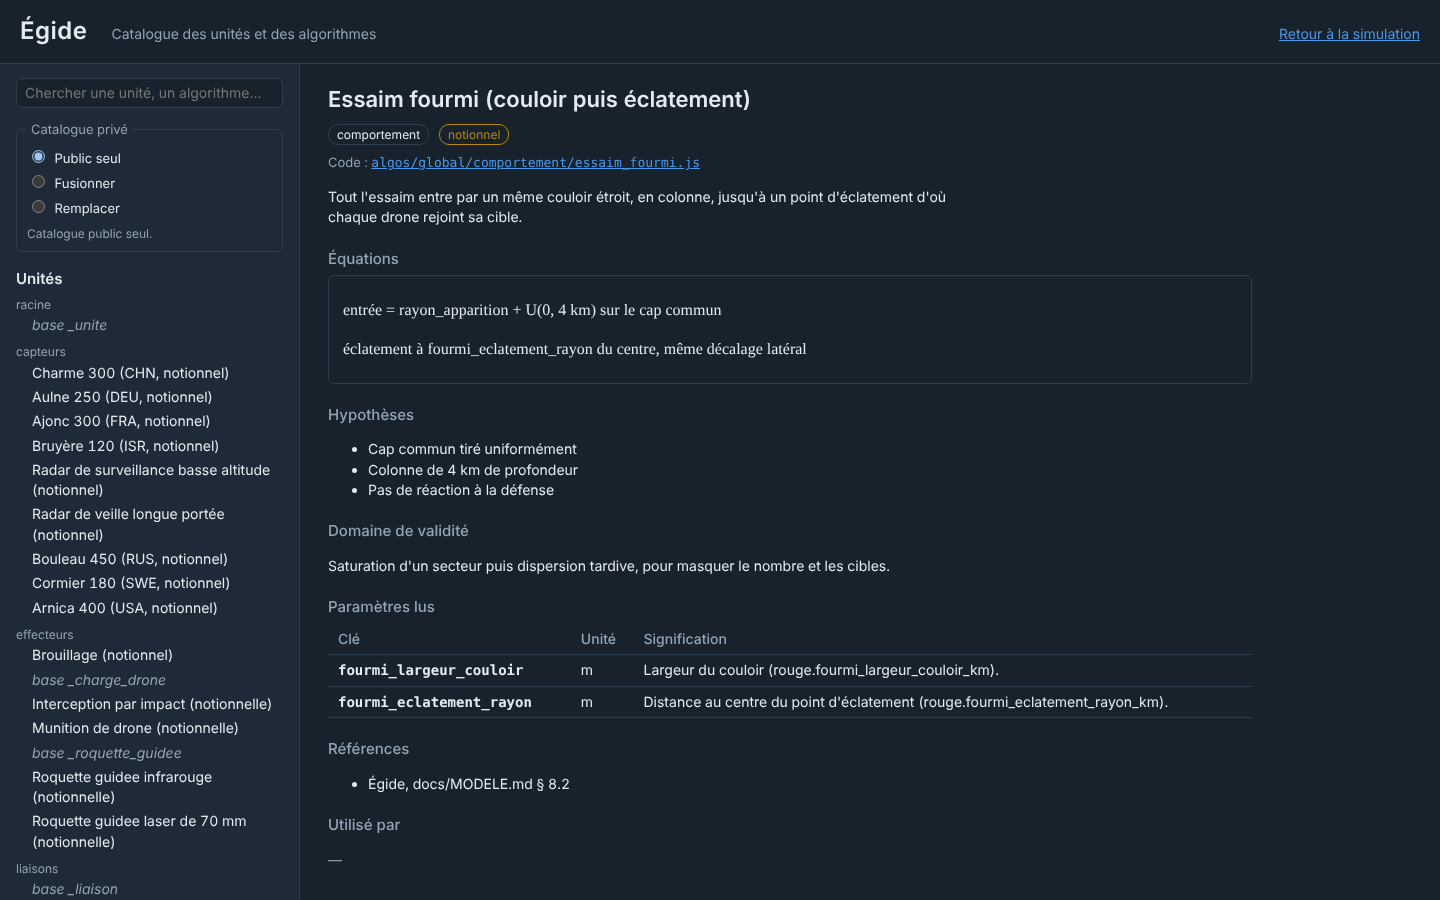 Égide
Catalogue des unités et des algorithmes
Retour à la simulation
Chercher une unité, un algorithme...
Catalogue privé
Public seul
Fusionner
Remplacer
Catalogue public seul.
Unités
racine
base _unite
capteurs
Charme 300 (CHN, notionnel)
Aulne 250 (DEU, notionnel)
Ajonc 300 (FRA, notionnel)
Bruyère 120 (ISR, notionnel)
Radar de surveillance basse altitude
(notionnel)
Radar de veille longue portée
(notionnel)
Bouleau 450 (RUS, notionnel)
Cormier 180 (SWE, notionnel)
Arnica 400 (USA, notionnel)
effecteurs
Brouillage (notionnel)
base _charge_drone
Interception par impact (notionnelle)
Munition de drone (notionnelle)
base _roquette_guidee
Roquette guidee infrarouge
(notionnelle)
Roquette guidee laser de 70 mm
(notionnelle)
liaisons
base _liaison
Essaim fourmi (couloir puis éclatement)
comportement
notionnel
Code : algos/global/comportement/essaim_fourmi.js
Tout l'essaim entre par un même couloir étroit, en colonne, jusqu'à un point d'éclatement d'où
chaque drone rejoint sa cible.
Équations
entrée = rayon_apparition + U(0, 4 km) sur le cap commun
éclatement à fourmi_eclatement_rayon du centre, même décalage latéral
Hypothèses
• Cap commun tiré uniformément
• Colonne de 4 km de profondeur
• Pas de réaction à la défense
Domaine de validité
Saturation d'un secteur puis dispersion tardive, pour masquer le nombre et les cibles.
Paramètres lus
Clé Unité Signification
fourmi_largeur_couloir m Largeur du couloir (rouge.fourmi_largeur_couloir_km).
fourmi_eclatement_rayon m Distance au centre du point d'éclatement (rouge.fourmi_eclatement_rayon_km).
Références
• Égide, docs/MODELE.md § 8.2
Utilisé par
—